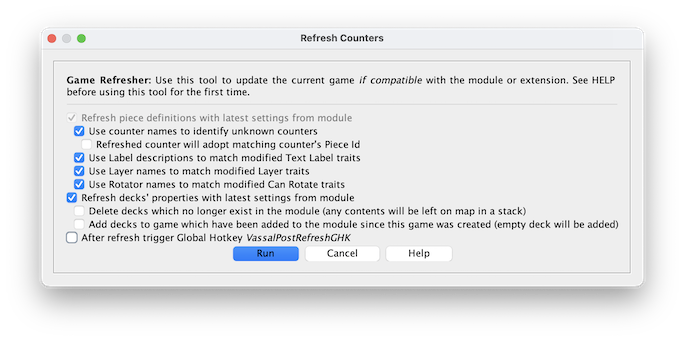 Refresh Counters
Game Refresher: Use this tool to update the current game if compatible with the module or extension. See HELP
before using this tool for the first time.
Refresh piece definitions with latest settings from module
Use counter names to identify unknown counters
Refreshed counter will adopt matching counter's Piece Id
Use Label descriptions to match modified Text Label traits
Use Layer names to match modified Layer traits
Use Rotator names to match modified Can Rotate traits
Refresh decks' properties with latest settings from module
Delete decks which no longer exist in the module (any contents will be left on map in a stack)
Add decks to game which have been added to the module since this game was created (empty deck will be added)
After refresh trigger Global Hotkey VassalPostRefreshGHK
Run Cancel Help